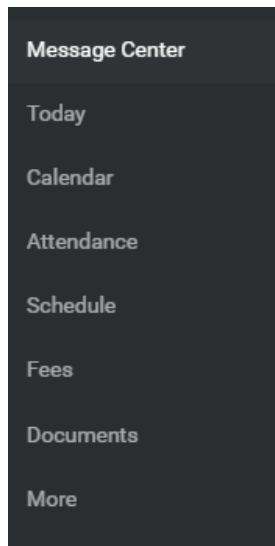 Message Center
Today
Calendar
Attendance
Schedule
Fees
Documents
More